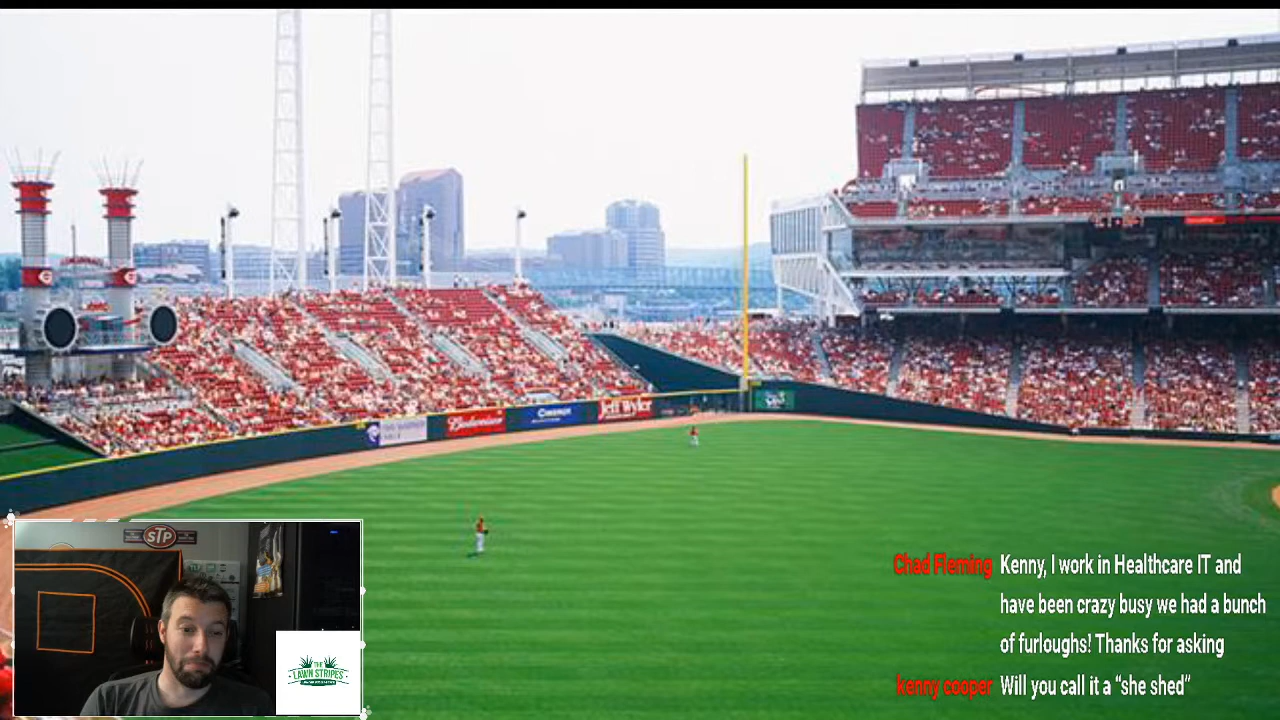 Budweiser
CINERGY
Jeff Wyler
STP
THE
LAWN STRIPES
Chad Fleming Kenny, I work in Healthcare IT and
have been crazy busy we had a bunch
of furloughs! Thanks for asking
kenny cooper Will you call it a “she shed”